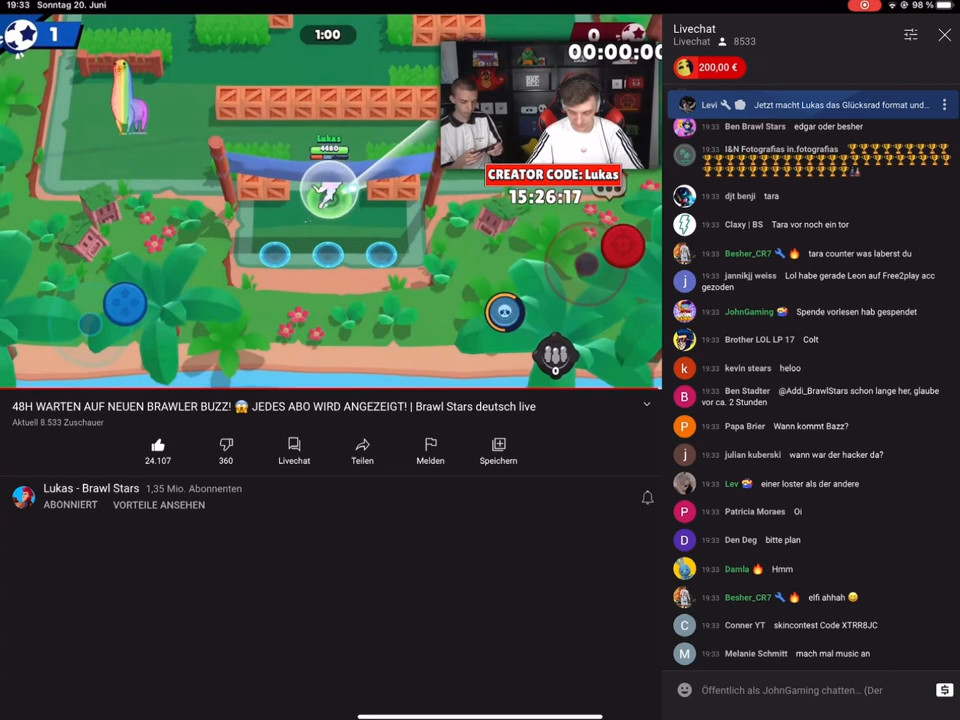 19:33 Sonntag 20. Juni
98 %
1
1:00
0
00:00:00
Lukas
4480
CREATOR CODE: Lukas
15:26:17
0
48H WARTEN AUF NEUEN BRAWLER BUZZ! 😱 JEDES ABO WIRD ANGEZEIGT! | Brawl Stars deutsch live
Aktuell 8.533 Zuschauer
24.107
360
Livechat
Teilen
Melden
Speichern
Lukas - Brawl Stars 1,35 Mio. Abonnenten
ABONNIERT VORTEILE ANSEHEN
Livechat
Livechat 8533
200,00 €
Levi 🔧 Jetzt macht Lukas das Glücksrad format und...
19:33 Ben Brawl Stars edgar oder besher
19:33 I&N Fotografias in.fotografias 🏆🏆🏆🏆🏆🏆🏆🏆🏆
19:33 djt benji tara
19:33 Claxy | BS Tara vor noch ein tor
19:33 Besher_CR7 🔧 🔥 tara counter was laberst du
19:33 jannikjj weiss Lol habe gerade Leon auf Free2play acc
gezoden
19:33 JohnGaming Spende vorlesen hab gespendet
19:33 Brother LOL LP 17 Colt
19:33 kevin stears heloo
19:33 Ben Stadter @Addi_BrawlStars schon lange her, glaube
vor ca. 2 Stunden
19:33 Papa Brier Wann kommt Bazz?
19:33 julian kuberski wann war der hacker da?
19:33 Lev einer loster als der andere
19:33 Patricia Moraes Oi
19:33 Den Deg bitte plan
19:33 Damla 🔥 Hmm
19:33 Besher_CR7 🔧 🔥 elfi ahhah 😄
19:33 Conner YT skincontest Code XTRR8JC
19:33 Melanie Schmitt mach mal music an
Öffentlich als JohnGaming chatten... (Der